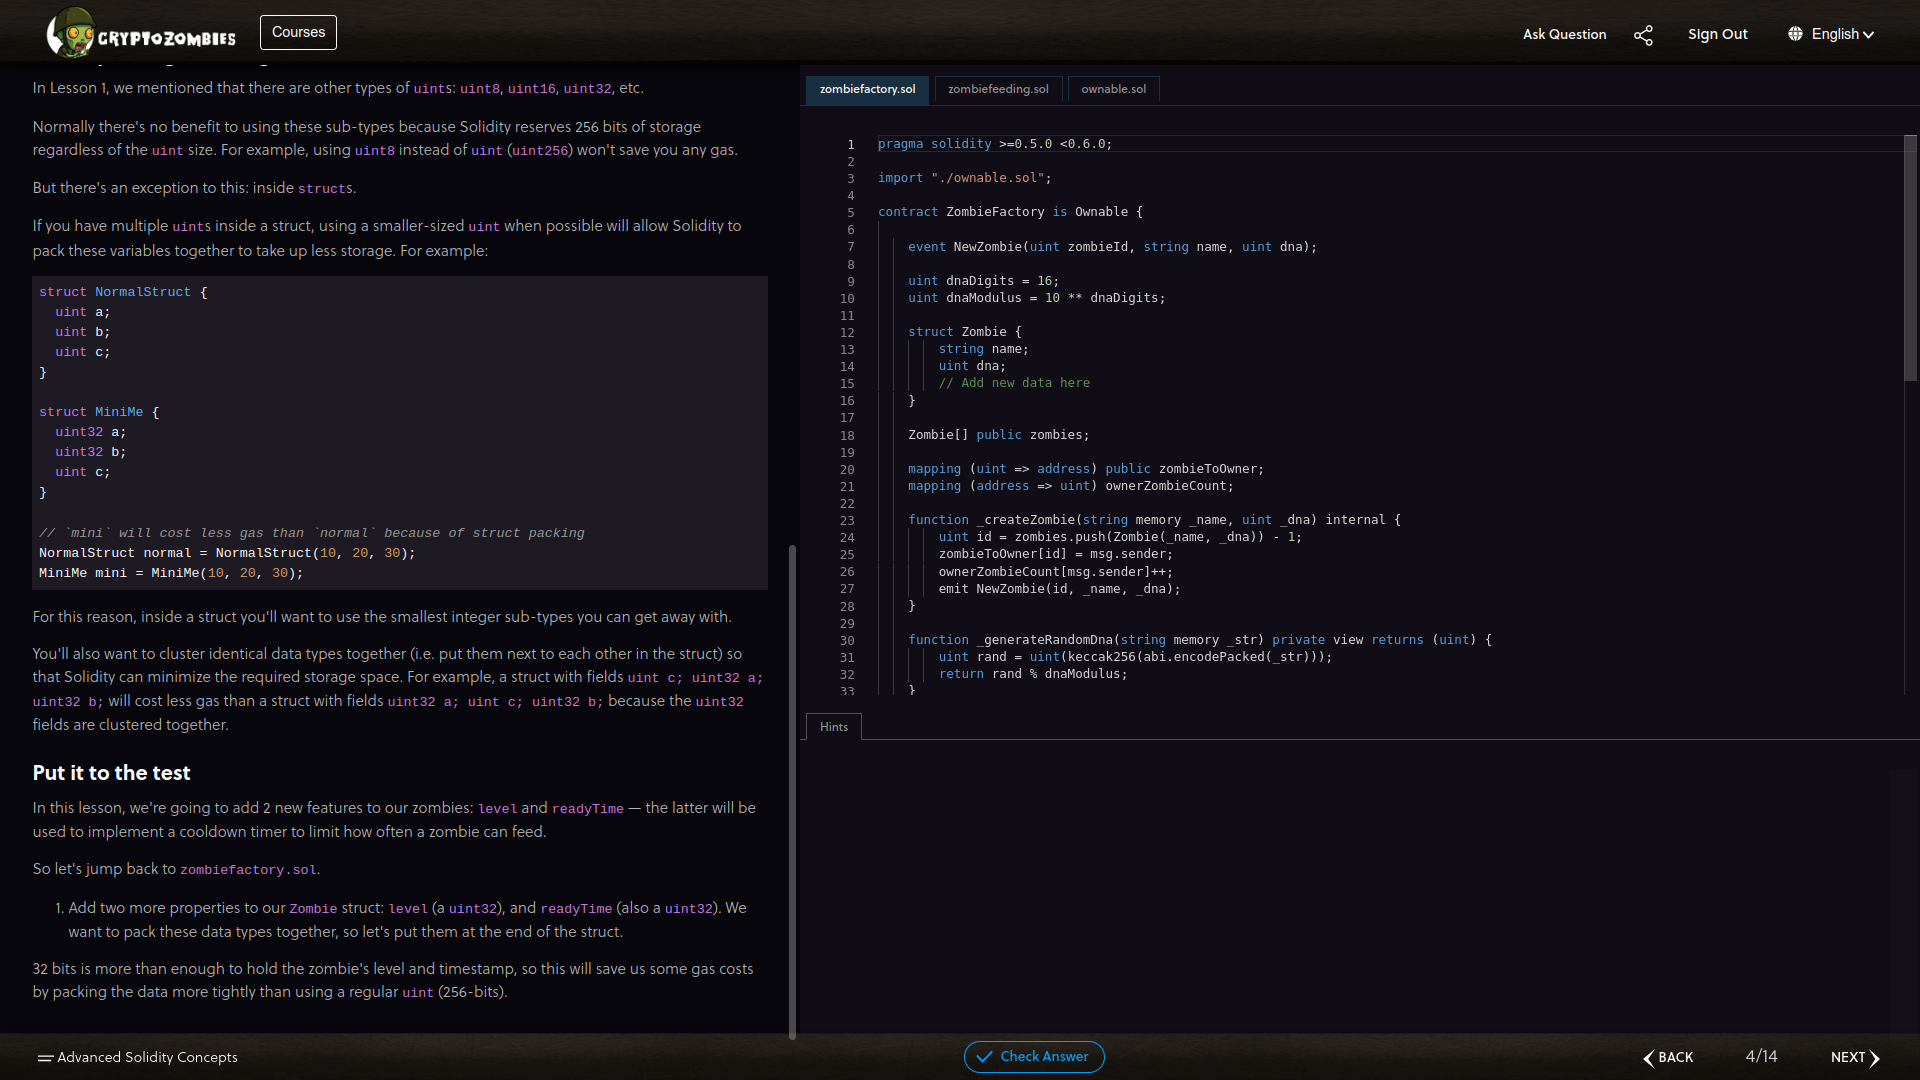 CRYPTOZOMBIES
Courses
Ask Question
Sign Out
English
In Lesson 1, we mentioned that there are other types of uints: uint8, uint16, uint32, etc.
Normally there's no benefit to using these sub-types because Solidity reserves 256 bits of storage
regardless of the uint size. For example, using uint8 instead of uint (uint256) won't save you any gas.
But there's an exception to this: inside structs.
If you have multiple uints inside a struct, using a smaller-sized uint when possible will allow Solidity to
pack these variables together to take up less storage. For example:
struct NormalStruct {
uint a;
uint b;
uint c;
}
struct MiniMe {
uint32 a;
uint32 b;
uint c;
}
// `mini` will cost less gas than `normal` because of struct packing
NormalStruct normal = NormalStruct(10, 20, 30);
MiniMe mini = MiniMe(10, 20, 30);
For this reason, inside a struct you'll want to use the smallest integer sub-types you can get away with.
You'll also want to cluster identical data types together (i.e. put them next to each other in the struct) so
that Solidity can minimize the required storage space. For example, a struct with fields uint c; uint32 a;
uint32 b; will cost less gas than a struct with fields uint32 a; uint c; uint32 b; because the uint32
fields are clustered together.
Put it to the test
In this lesson, we're going to add 2 new features to our zombies: level and readyTime — the latter will be
used to implement a cooldown timer to limit how often a zombie can feed.
So let's jump back to zombiefactory.sol.
1. Add two more properties to our Zombie struct: level (a uint32), and readyTime (also a uint32). We
want to pack these data types together, so let's put them at the end of the struct.
32 bits is more than enough to hold the zombie's level and timestamp, so this will save us some gas costs
by packing the data more tightly than using a regular uint (256-bits).
zombiefactory.sol
zombiefeeding.sol
ownable.sol
1 pragma solidity >=0.5.0 <0.6.0;
2
3 import "./ownable.sol";
4
5 contract ZombieFactory is Ownable {
6
7 event NewZombie(uint zombieId, string name, uint dna);
8
9 uint dnaDigits = 16;
10 uint dnaModulus = 10 ** dnaDigits;
11
12 struct Zombie {
13 string name;
14 uint dna;
15 // Add new data here
16 }
17
18 Zombie[] public zombies;
19
20 mapping (uint => address) public zombieToOwner;
21 mapping (address => uint) ownerZombieCount;
22
23 function _createZombie(string memory _name, uint _dna) internal {
24 uint id = zombies.push(Zombie(_name, _dna)) - 1;
25 zombieToOwner[id] = msg.sender;
26 ownerZombieCount[msg.sender]++;
27 emit NewZombie(id, _name, _dna);
28 }
29
30 function _generateRandomDna(string memory _str) private view returns (uint) {
31 uint rand = uint(keccak256(abi.encodePacked(_str)));
32 return rand % dnaModulus;
33 }
Hints
Advanced Solidity Concepts
Check Answer
BACK
4/14
NEXT